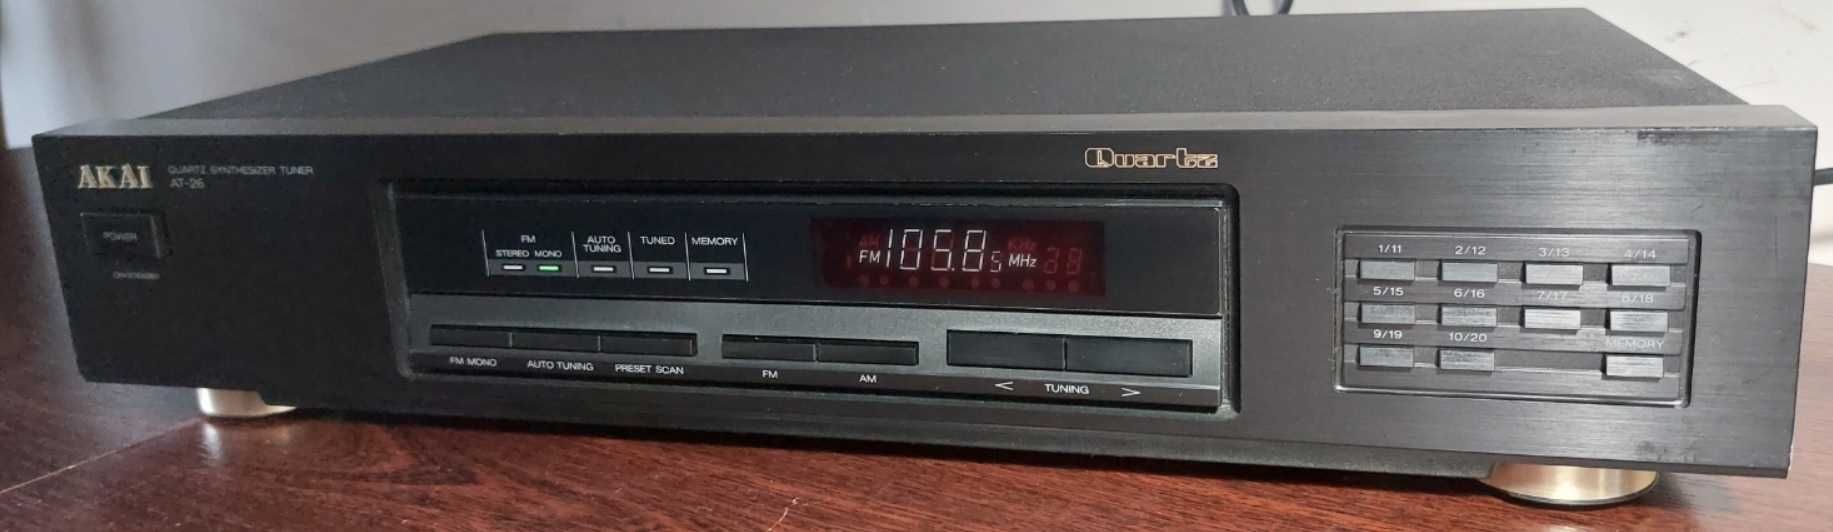 AKAI QUARTZ SYNTHESIZER TUNER
AT-26
Quartz
POWER
FM
STEREO MONO
AUTO
TUNING
TUNED
MEMORY
AM
FM 105.85 KHz
MHz
FM MONO
AUTO TUNING
PRESET SCAN
FM
AM
< TUNING >
1/11 2/12 3/13 4/14
5/15 6/16 7/17 8/18
9/19 10/20 MEMORY